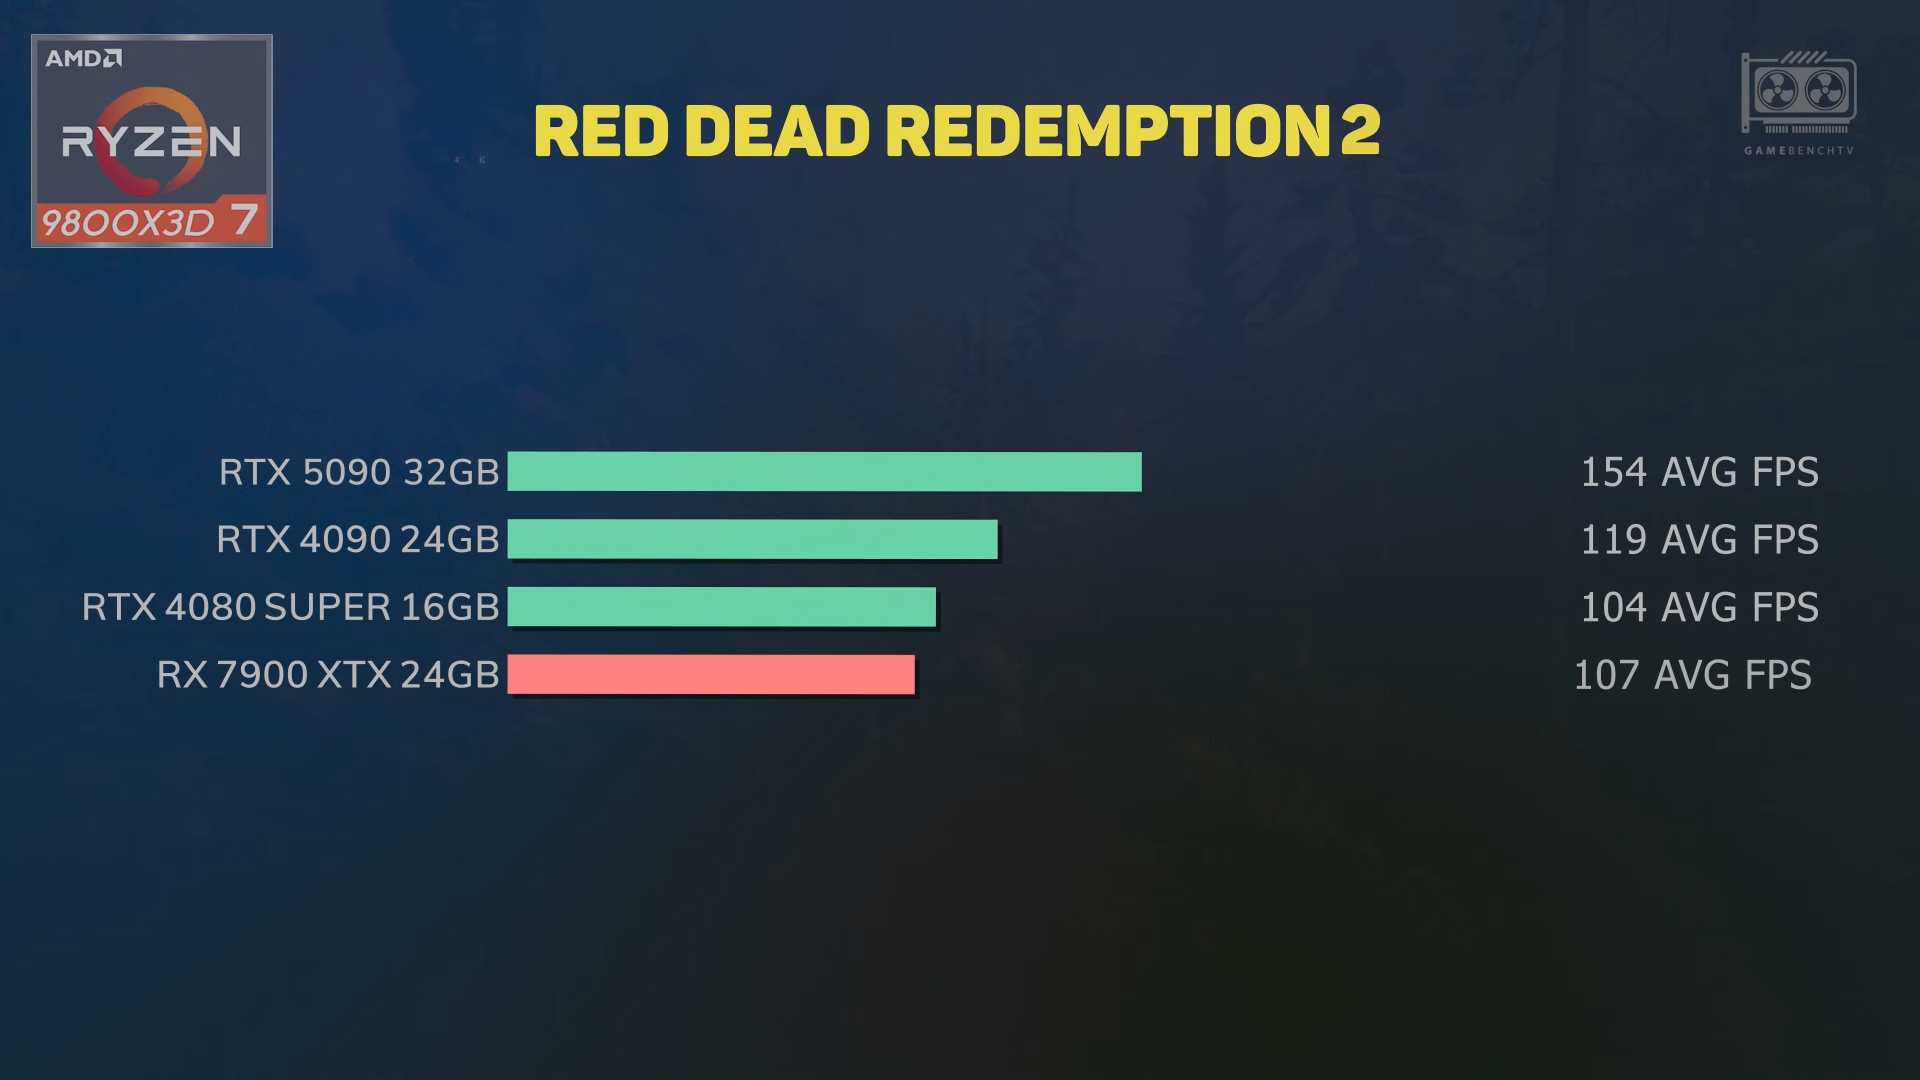 AMD
RYZEN
9800X3D 7
RED DEAD REDEMPTION 2
4 K
GAMEBENCHTV
RTX 5090 32GB 154 AVG FPS
RTX 4090 24GB 119 AVG FPS
RTX 4080 SUPER 16GB 104 AVG FPS
RX 7900 XTX 24GB 107 AVG FPS